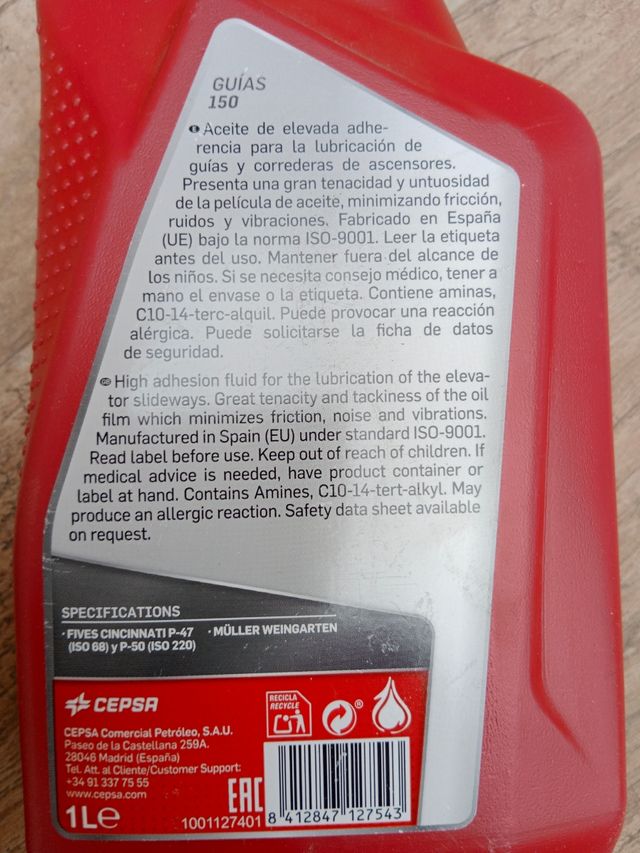 GUÍAS
150
E Aceite de elevada adhe-
rencia para la lubricación de
guías y correderas de ascensores.
Presenta una gran tenacidad y untuosidad
de la película de aceite, minimizando fricción,
ruidos y vibraciones. Fabricado en España
(UE) bajo la norma ISO-9001. Leer la etiqueta
antes del uso. Mantener fuera del alcance de
los niños. Si se necesita consejo médico, tener a
mano el envase o la etiqueta. Contiene aminas,
C10-14-terc-alquil. Puede provocar una reacción
alérgica. Puede solicitarse la ficha de datos
de seguridad.
GB High adhesion fluid for the lubrication of the eleva-
tor slideways. Great tenacity and tackiness of the oil
film which minimizes friction, noise and vibrations.
Manufactured in Spain (EU) under standard ISO-9001.
Read label before use. Keep out of reach of children. If
medical advice is needed, have product container or
label at hand. Contains Amines, C10-14-tert-alkyl. May
produce an allergic reaction. Safety data sheet available
on request.
SPECIFICATIONS
· FIVES CINCINNATI P-47 · MÜLLER WEINGARTEN
(ISO 68) y P-50 (ISO 220)
CEPSA
RECICLA
RECYCLE
CEPSA Comercial Petróleo, S.A.U.
Paseo de la Castellana 259A.
28046 Madrid (España)
Tel. Att. al Cliente/Customer Support:
+34 91 337 75 55
www.cepsa.com
1L e
EAC
1001127401
8 412847 127543